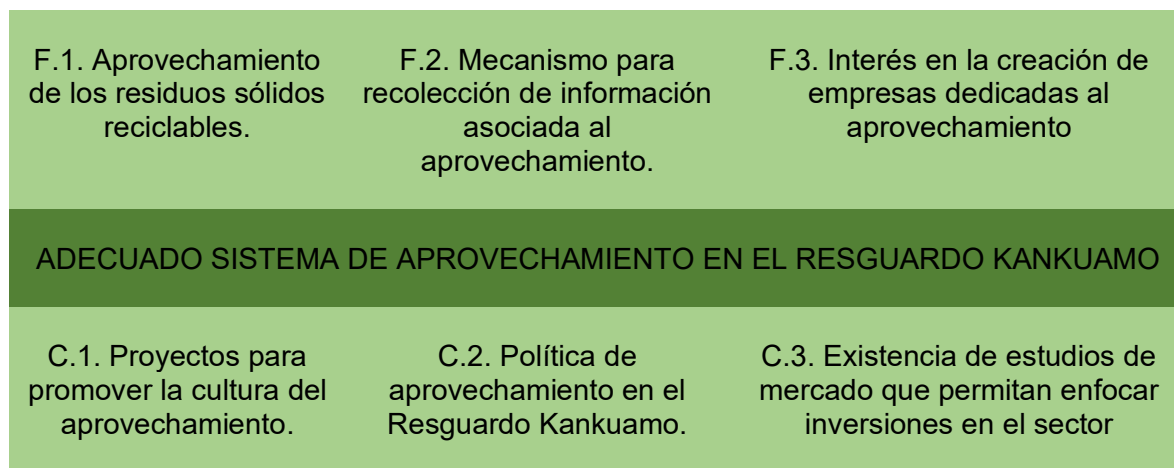 F.1. Aprovechamiento
de los residuos sólidos
reciclables.
F.2. Mecanismo para
recolección de información
asociada al
aprovechamiento.
F.3. Interés en la creación de
empresas dedicadas al
aprovechamiento
ADECUADO SISTEMA DE APROVECHAMIENTO EN EL RESGUARDO KANKUAMO
C.1. Proyectos para
promover la cultura del
aprovechamiento.
C.2. Política de
aprovechamiento en el
Resguardo Kankuamo.
C.3. Existencia de estudios de
mercado que permitan enfocar
inversiones en el sector